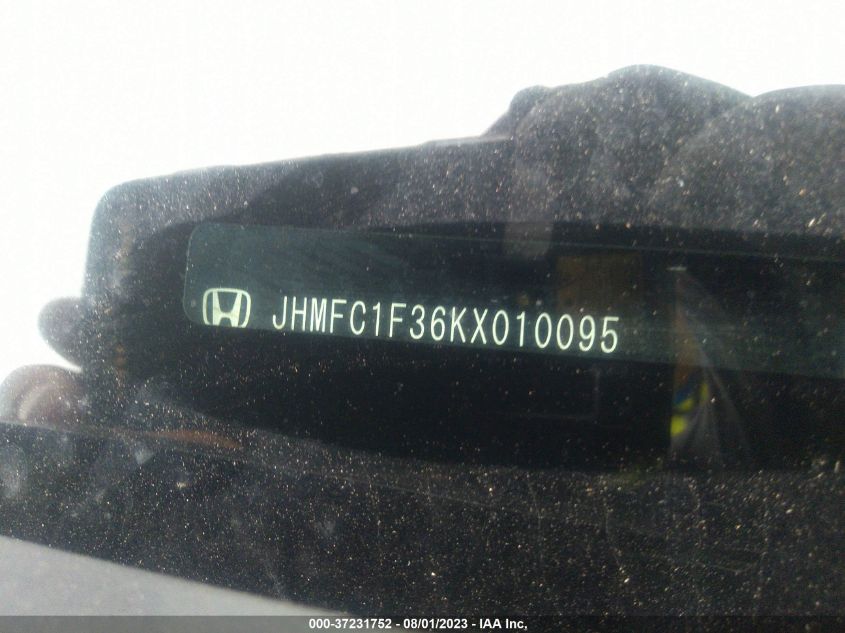 JHMFC1F36KX010095
000-37231752 - 08/01/2023 - IAA Inc,